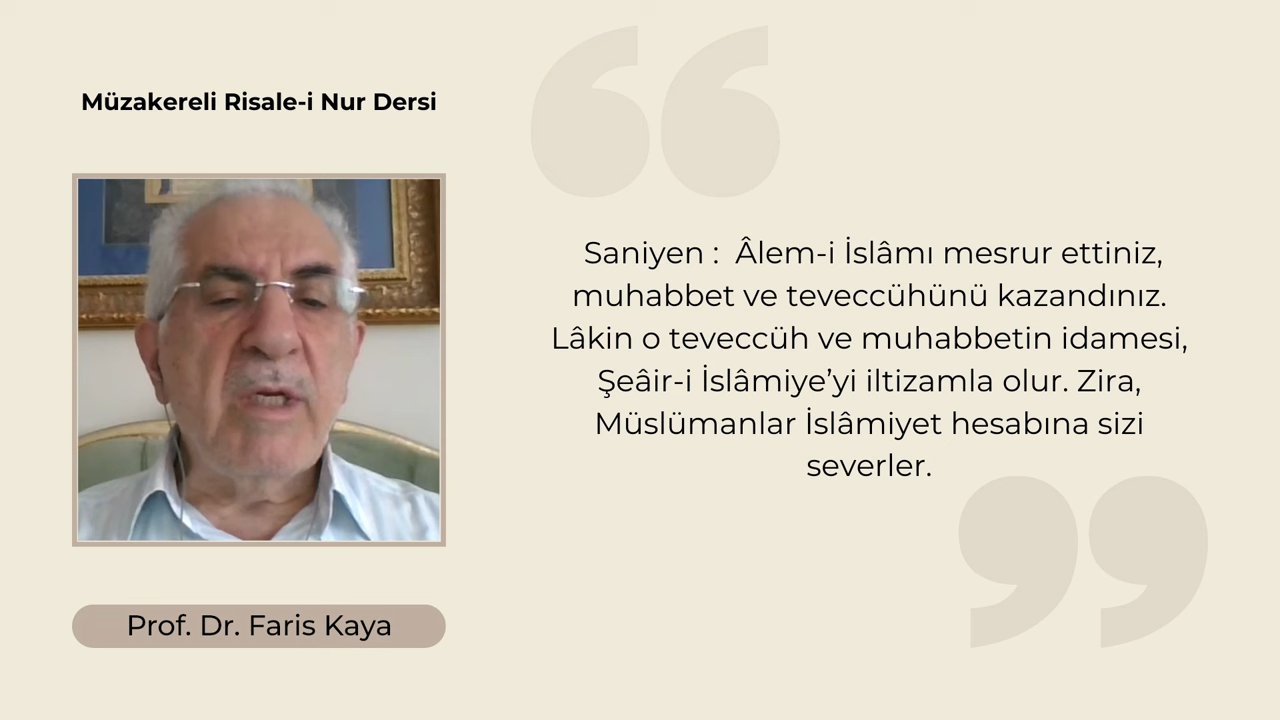 Müzakereli Risale-i Nur Dersi
Saniyen :  Âlem-i İslâmı mesrur ettiniz,
muhabbet ve teveccühünü kazandınız.
Lâkin o teveccüh ve muhabbetin idamesi,
Şeâir-i İslâmiye’yi iltizamla olur. Zira,
Müslümanlar İslâmiyet hesabına sizi
severler.
Prof. Dr. Faris Kaya